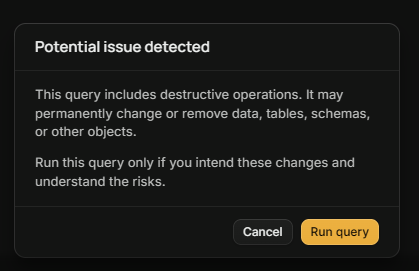 Potential issue detected
This query includes destructive operations. It may
permanently change or remove data, tables, schemas,
or other objects.
Run this query only if you intend these changes and
understand the risks.
Cancel
Run query